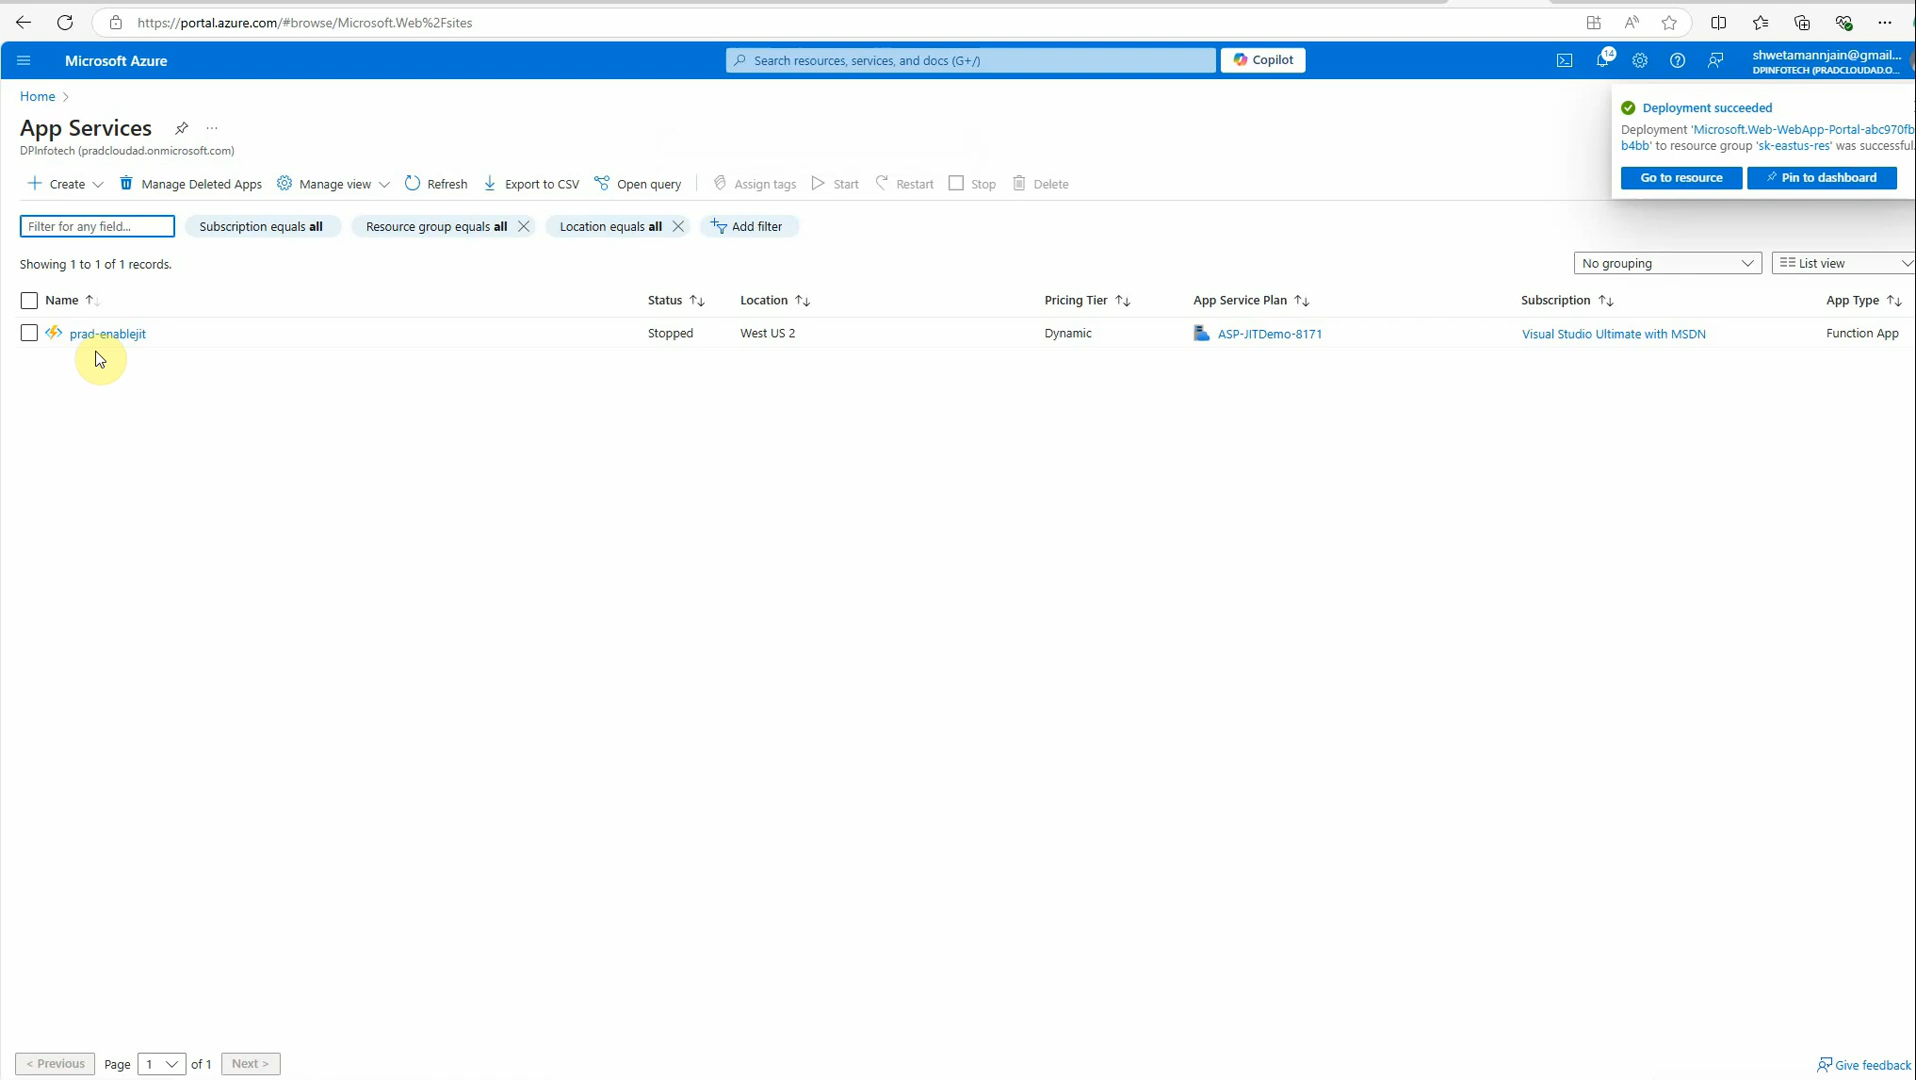 https://portal.azure.com/#browse/Microsoft.Web%2Fsites
Microsoft Azure
Search resources, services, and docs (G+/)
Copilot
14
shwetamannjain@gmail...
DPINFOTECH (PRADCLOUDAD.O...
Home
App Services
DPInfotech (pradcloudad.onmicrosoft.com)
Deployment succeeded
Deployment 'Microsoft.Web-WebApp-Portal-abc970fb
b4bb' to resource group 'sk-eastus-res' was successful.
Go to resource
Pin to dashboard
Create
Manage Deleted Apps
Manage view
Refresh
Export to CSV
Open query
Assign tags
Start
Restart
Stop
Delete
Filter for any field...
Subscription equals all
Resource group equals all
Location equals all
Add filter
Showing 1 to 1 of 1 records.
No grouping
List view
Name
Status
Location
Pricing Tier
App Service Plan
Subscription
App Type
prad-enablejit
Stopped
West US 2
Dynamic
ASP-JITDemo-8171
Visual Studio Ultimate with MSDN
Function App
< Previous
Page
1
of 1
Next >
Give feedback